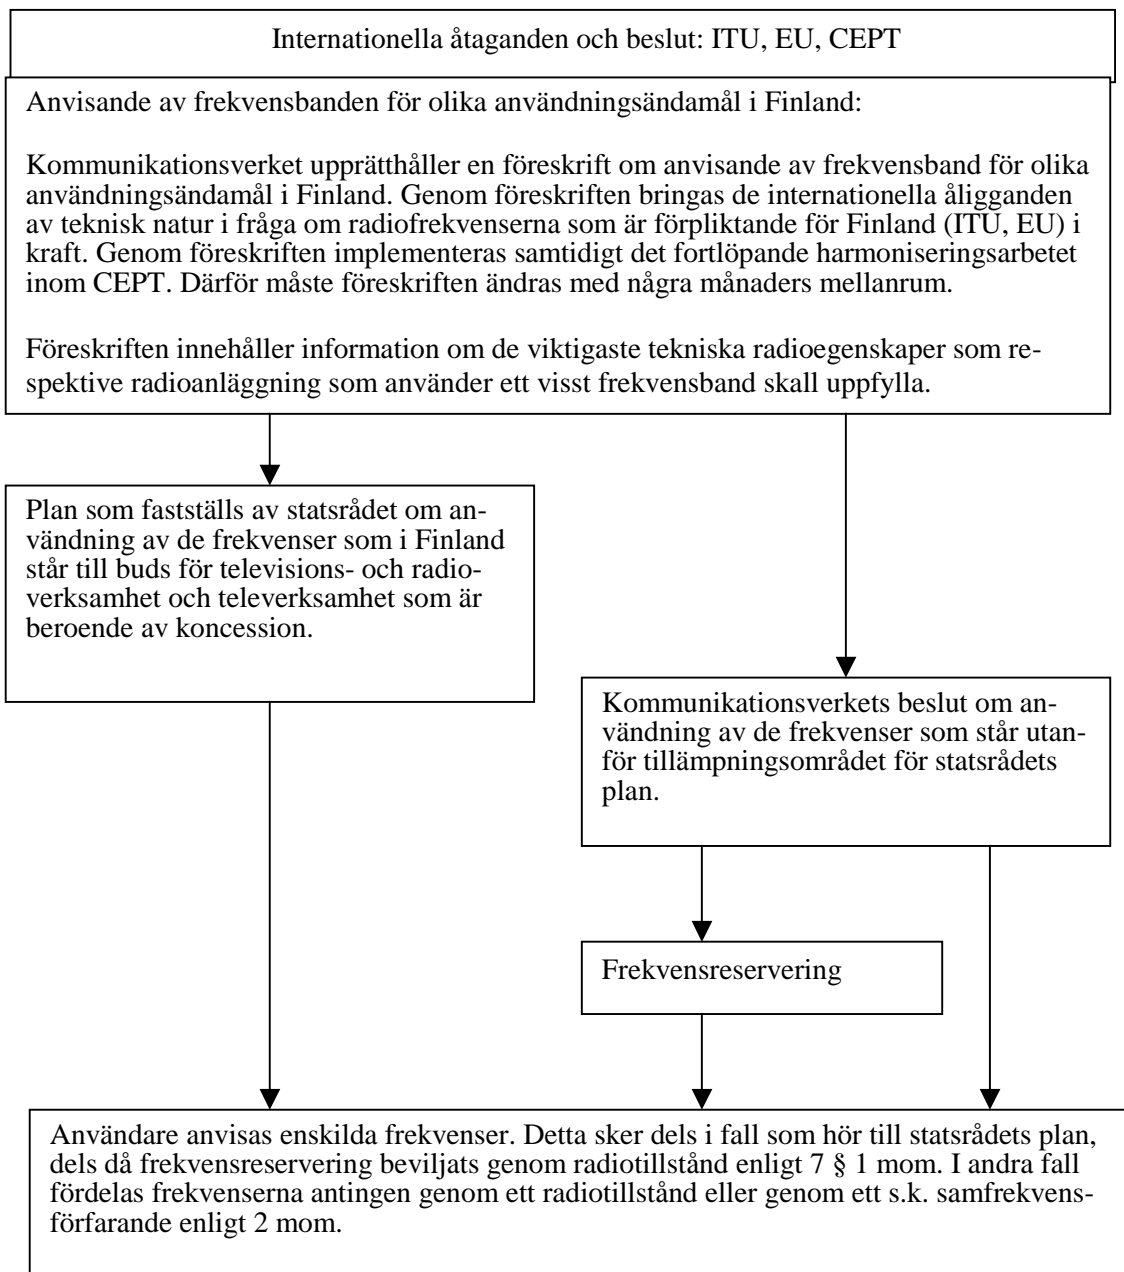 Internationella åtaganden och beslut: ITU, EU, CEPT
Anvisande av frekvensbanden för olika användningsändamål i Finland:
Kommunikationsverket upprätthåller en föreskrift om anvisande av frekvensband för olika
användningsändamål i Finland. Genom föreskriften bringas de internationella åligganden
av teknisk natur i fråga om radiofrekvenserna som är förpliktande för Finland (ITU, EU) i
kraft. Genom föreskriften implementeras samtidigt det fortlöpande harmoniseringsarbetet
inom CEPT. Därför måste föreskriften ändras med några månaders mellanrum.
Föreskriften innehåller information om de viktigaste tekniska radioegenskaper som re-
spektive radioanläggning som använder ett visst frekvensband skall uppfylla.
Plan som fastställs av statsrådet om an-
vändning av de frekvenser som i Finland
står till buds för televisions- och radio-
verksamhet och televerksamhet som är
beroende av koncession.
Kommunikationsverkets beslut om an-
vändning av de frekvenser som står utan-
för tillämpningsområdet för statsrådets
plan.
Frekvensreservering
Användare anvisas enskilda frekvenser. Detta sker dels i fall som hör till statsrådets plan,
dels då frekvensreservering beviljats genom radiotillstånd enligt 7 § 1 mom. I andra fall
fördelas frekvenserna antingen genom ett radiotillstånd eller genom ett s.k. samfrekvens-
förfarande enligt 2 mom.